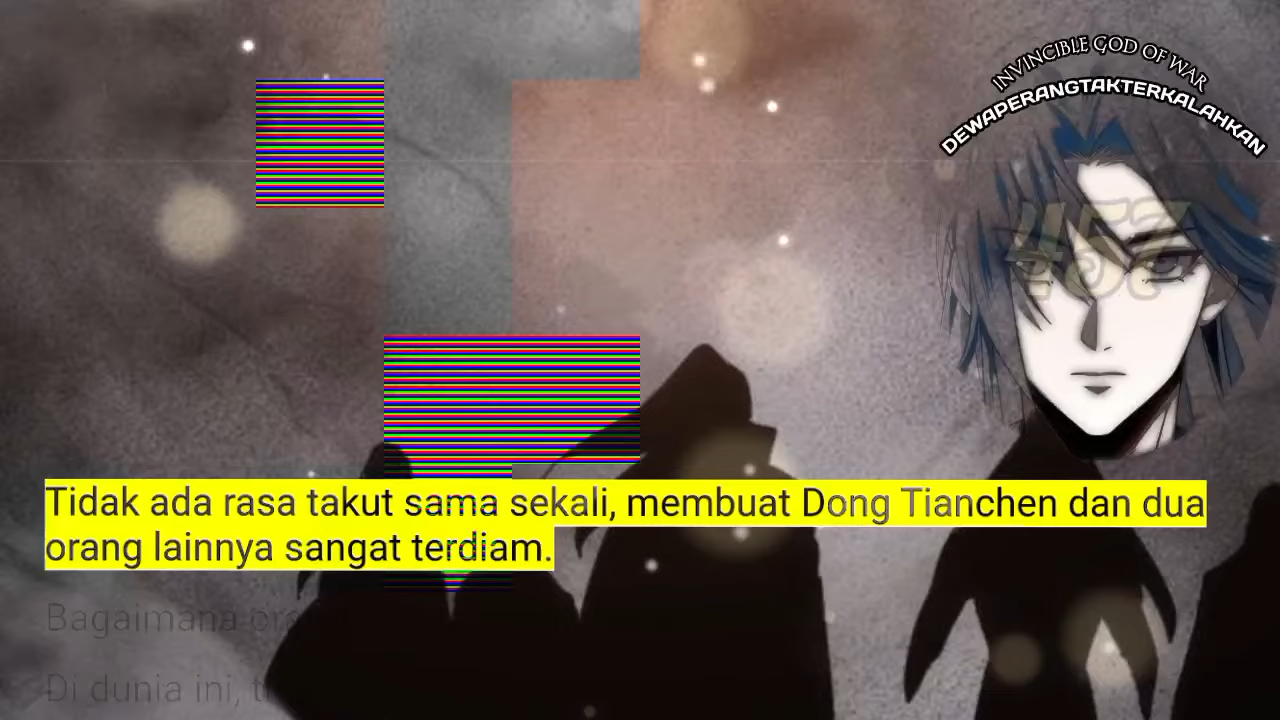 INVINCIBLE GOD OF WAR
DEWAPERANGTAKTERKALAHKAN
457
Tidak ada rasa takut sama sekali, membuat Dong Tianchen dan dua
orang lainnya sangat terdiam.
Bagaimana
Di dunia ini,